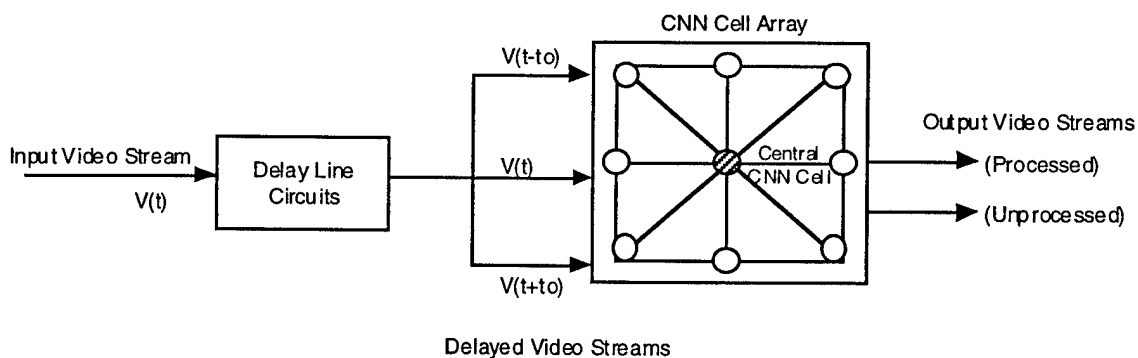 CNN Cell Array
V(t-to)
Input Video Stream
V(t)
Delay Line
Circuits
V(t)
V(t+to)
Central
CNN Cell
Output Video Streams
(Processed)
(Unprocessed)
Delayed Video Streams